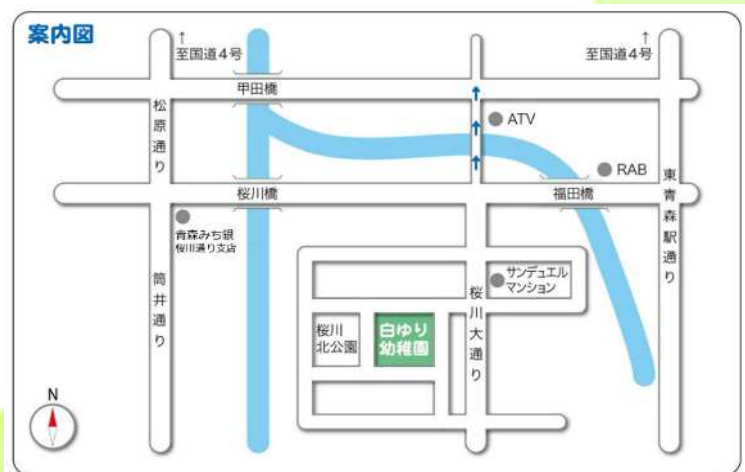 案内図
↑
至国道4号
↑
至国道4号
甲田橋
松原通り
ATV
RAB
桜川橋
福田橋
東青森駅通り
青森みち銀
桜川通り支店
筒井通り
サンデュエル
マンション
桜川大通り
桜川
北公園
白ゆり
幼稚園
N